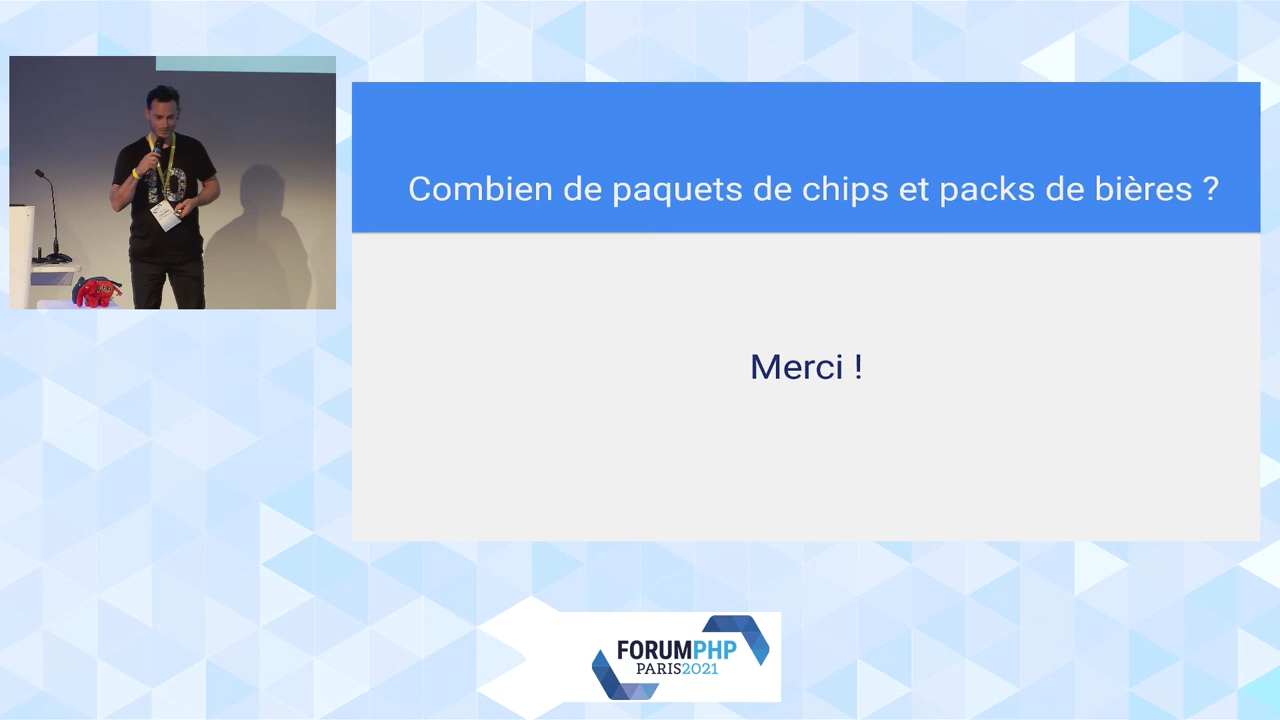 Combien de paquets de chips et packs de bières ?
Merci !
FORUMPHP
PARIS2021